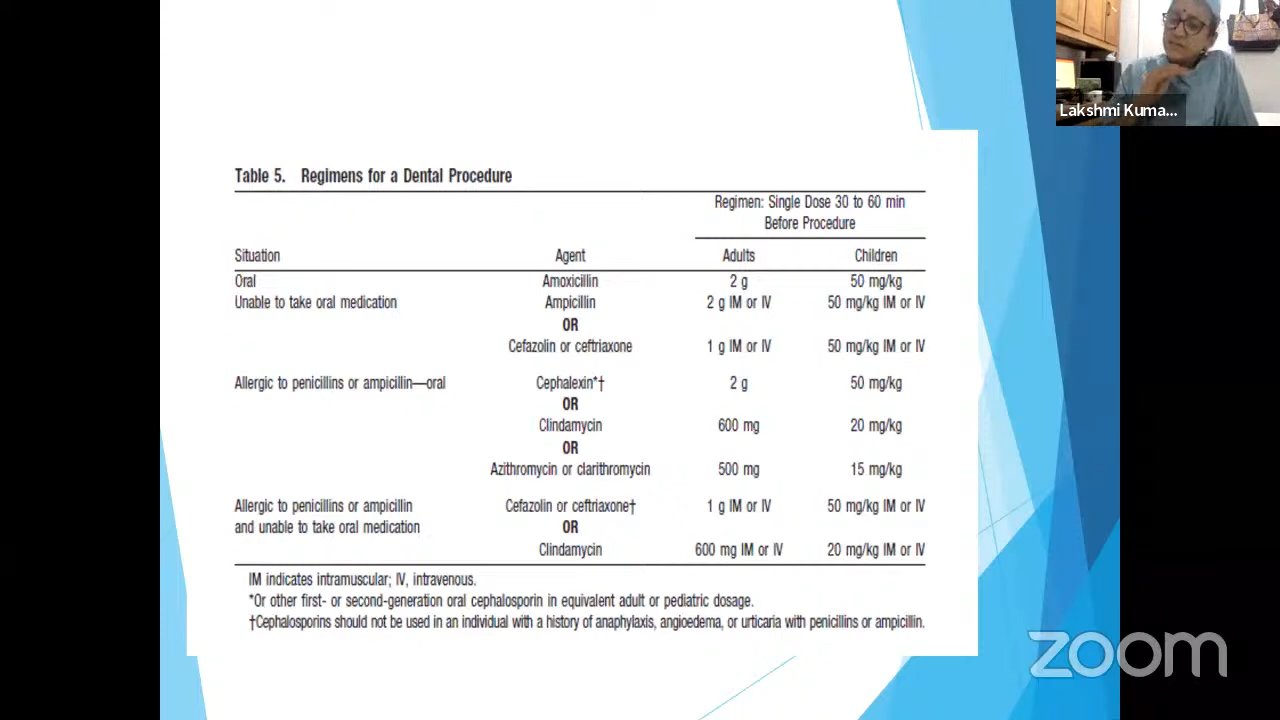 Lakshmi Kuma...
Table 5. Regimens for a Dental Procedure
Regimen: Single Dose 30 to 60 min
Before Procedure
Situation Agent Adults Children
Oral Amoxicillin 2 g 50 mg/kg
Unable to take oral medication Ampicillin 2 g IM or IV 50 mg/kg IM or IV
OR
Cefazolin or ceftriaxone 1 g IM or IV 50 mg/kg IM or IV
Allergic to penicillins or ampicillin—oral Cephalexin*† 2 g 50 mg/kg
OR
Clindamycin 600 mg 20 mg/kg
OR
Azithromycin or clarithromycin 500 mg 15 mg/kg
Allergic to penicillins or ampicillin Cefazolin or ceftriaxone† 1 g IM or IV 50 mg/kg IM or IV
and unable to take oral medication OR
Clindamycin 600 mg IM or IV 20 mg/kg IM or IV
IM indicates intramuscular; IV, intravenous.
*Or other first- or second-generation oral cephalosporin in equivalent adult or pediatric dosage.
†Cephalosporins should not be used in an individual with a history of anaphylaxis, angioedema, or urticaria with penicillins or ampicillin.
zoom